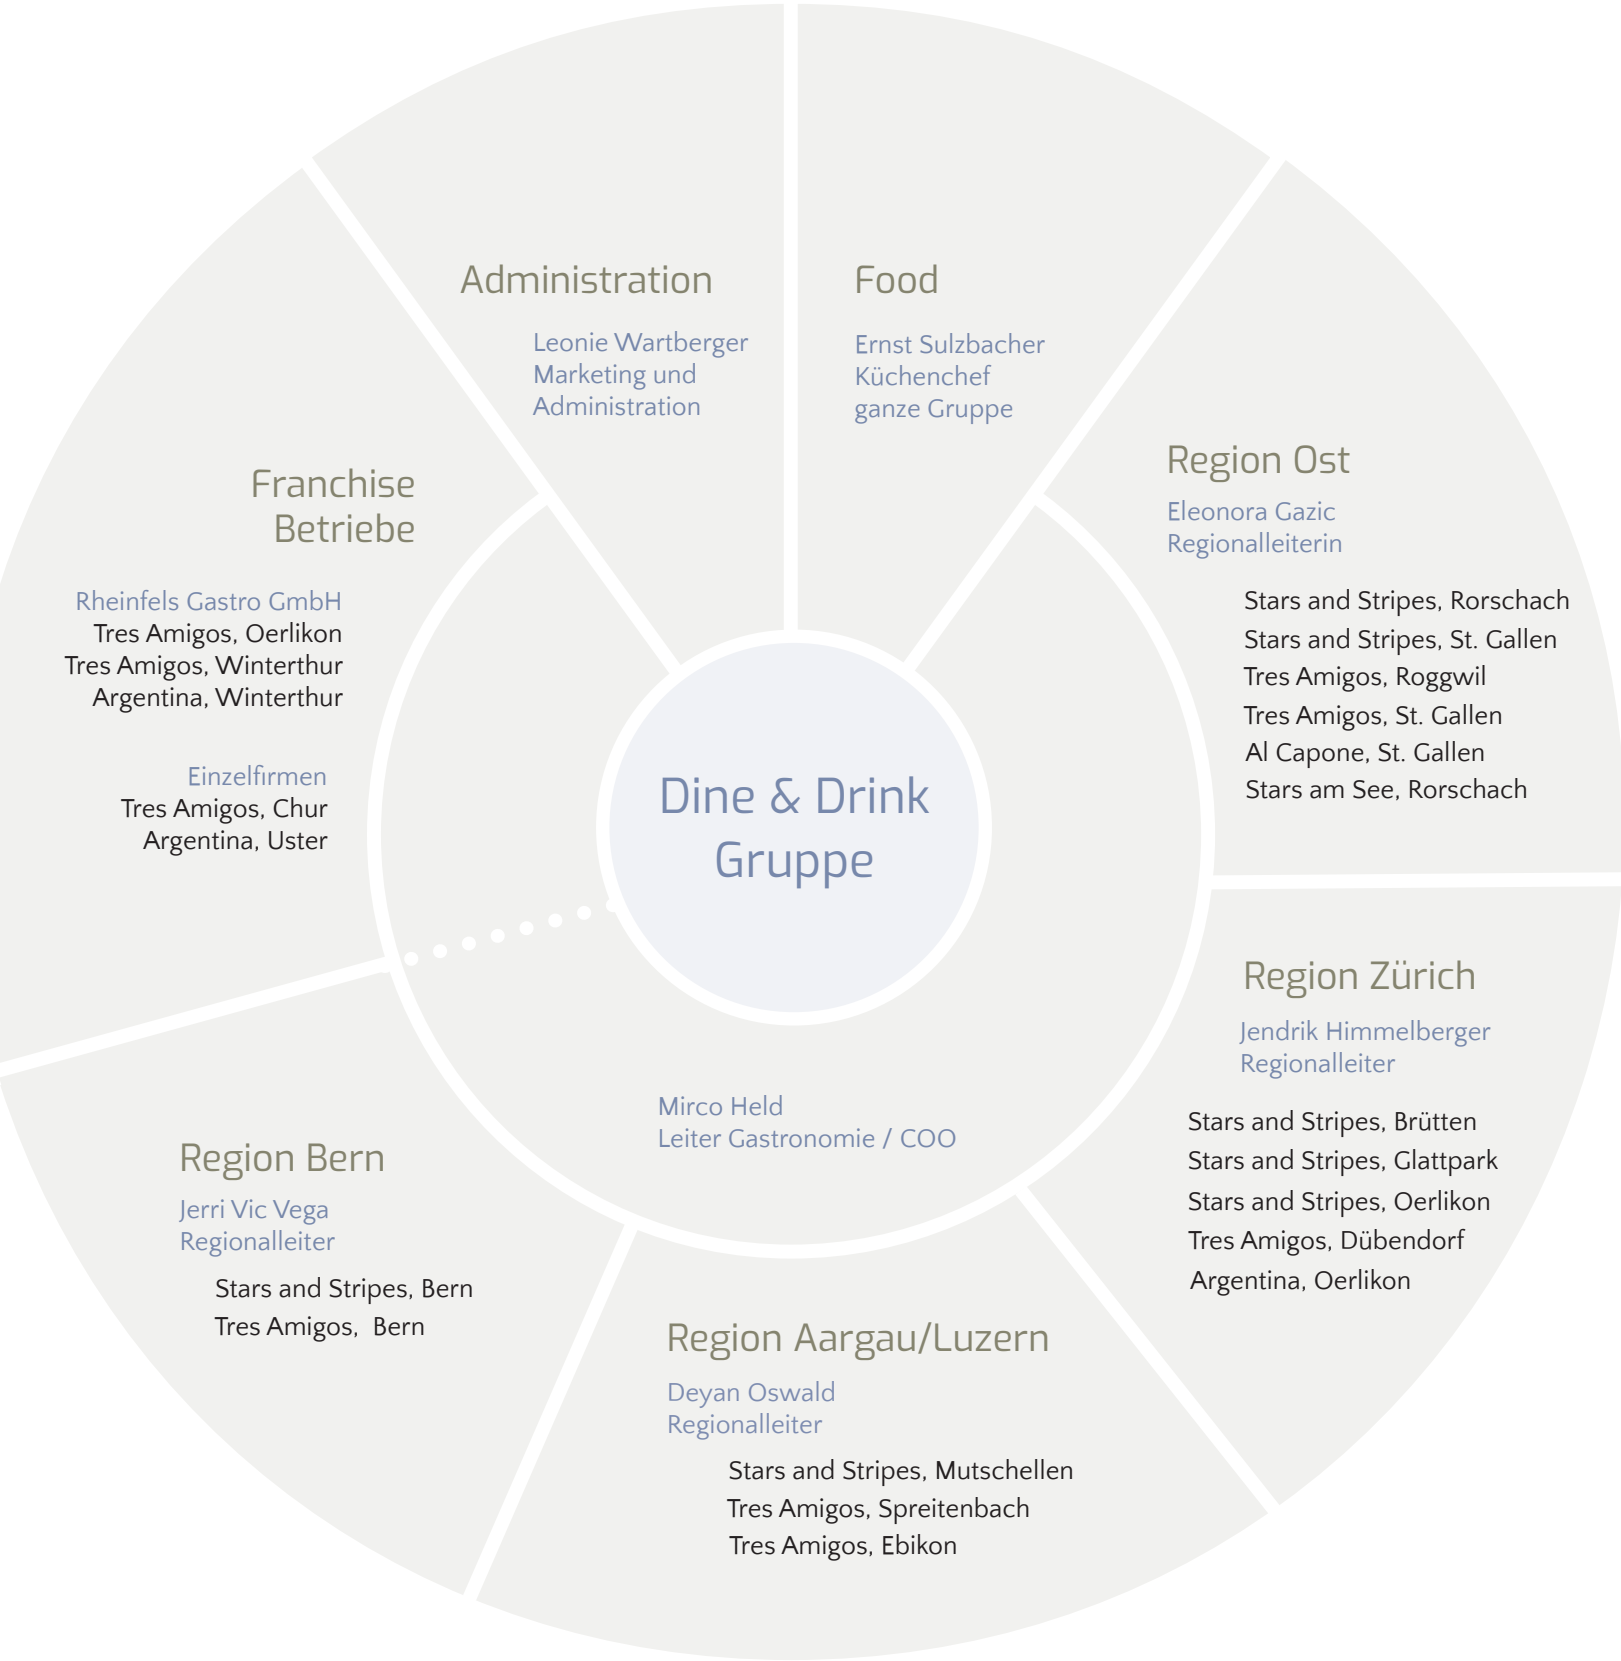 Administration
Leonie Wartberger
Marketing und
Administration
Food
Ernst Sulzbacher
Küchenchef
ganze Gruppe
Region Ost
Eleonora Gazic
Regionalleiterin
Stars and Stripes, Rorschach
Stars and Stripes, St. Gallen
Tres Amigos, Roggwil
Tres Amigos, St. Gallen
Al Capone, St. Gallen
Stars am See, Rorschach
Franchise
Betriebe
Rheinfels Gastro GmbH
Tres Amigos, Oerlikon
Tres Amigos, Winterthur
Argentina, Winterthur
Einzelfirmen
Tres Amigos, Chur
Argentina, Uster
Dine & Drink
Gruppe
Region Zürich
Jendrik Himmelberger
Regionalleiter
Stars and Stripes, Brütten
Stars and Stripes, Glattpark
Stars and Stripes, Oerlikon
Tres Amigos, Dübendorf
Argentina, Oerlikon
Mirco Held
Leiter Gastronomie / COO
Region Bern
Jerri Vic Vega
Regionalleiter
Stars and Stripes, Bern
Tres Amigos, Bern
Region Aargau/Luzern
Deyan Oswald
Regionalleiter
Stars and Stripes, Mutschellen
Tres Amigos, Spreitenbach
Tres Amigos, Ebikon